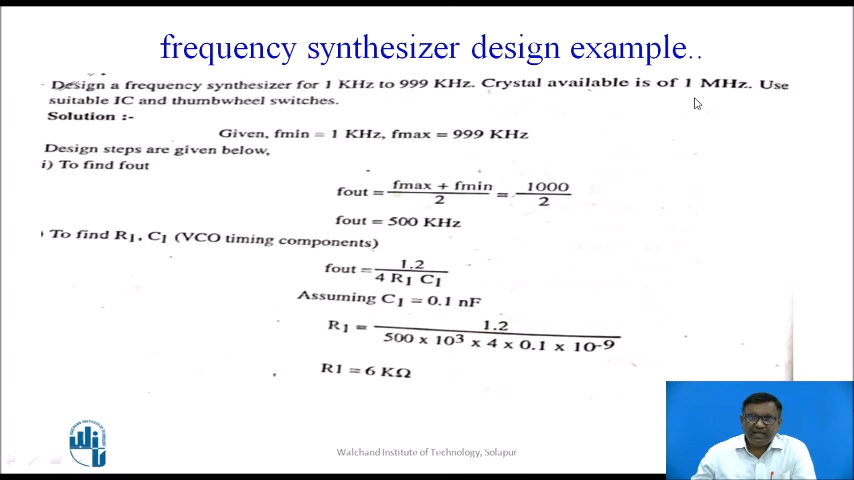 frequency synthesizer design example..
Design a frequency synthesizer for 1 KHz to 999 KHz. Crystal available is of 1 MHz. Use
suitable IC and thumbwheel switches.
Solution :-
Given, fmin = 1 KHz, fmax = 999 KHz
Design steps are given below,
i) To find fout
fout = fmax + fmin / 2 = 1000 / 2
fout = 500 KHz
) To find R1, C1 (VCO timing components)
fout = 1.2 / 4 R1 C1
Assuming C1 = 0.1 nF
R1 = 1.2 / 500 x 10³ x 4 x 0.1 x 10⁻⁹
R1 = 6 KΩ
Walchand Institute of Technology, Solapur